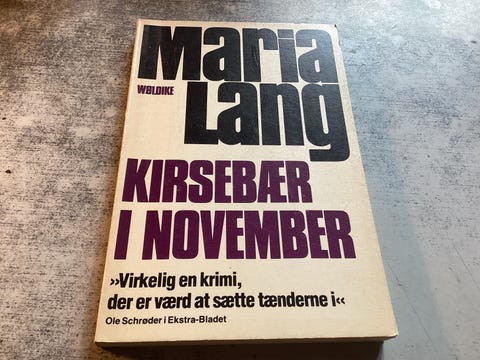 Maria
WØLDIKE
Lang
KIRSEBÆR
I NOVEMBER
»Virkelig en krimi,
der er værd at sætte tænderne i«
Ole Schrøder i Ekstra-Bladet